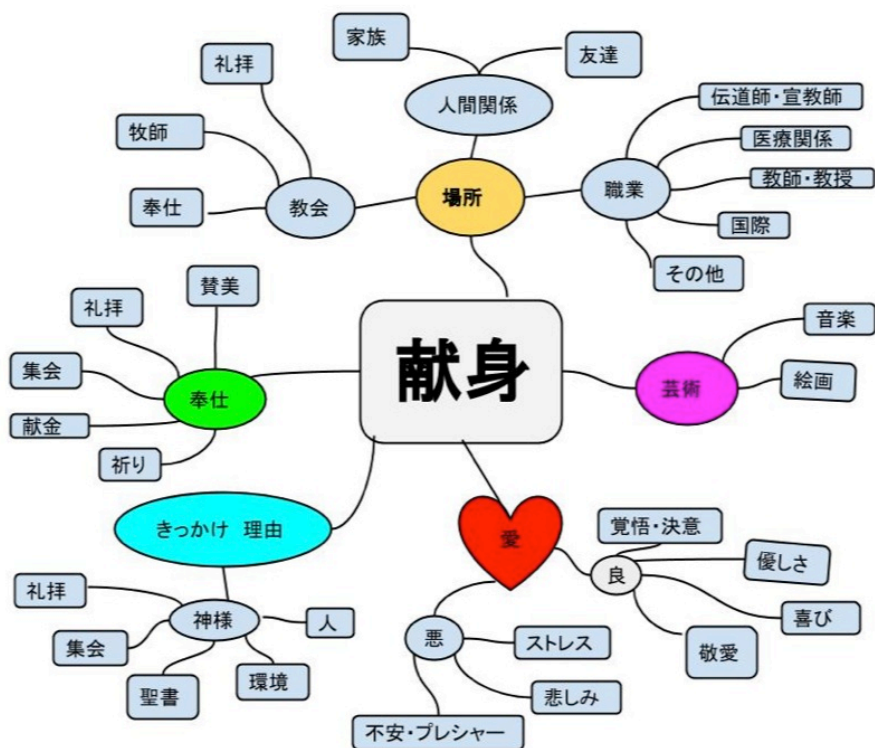 家族
友達
礼拝
人間関係
伝道師・宣教師
牧師
医療関係
教師・教授
場所
職業
奉仕
教会
国際
その他
賛美
礼拝
音楽
献身
集会
奉仕
芸術
絵画
献金
祈り
きっかけ 理由
愛
覚悟・決意
優しさ
良
礼拝
喜び
神様
人
悪
ストレス
敬愛
集会
聖書
環境
悲しみ
不安・プレシャー